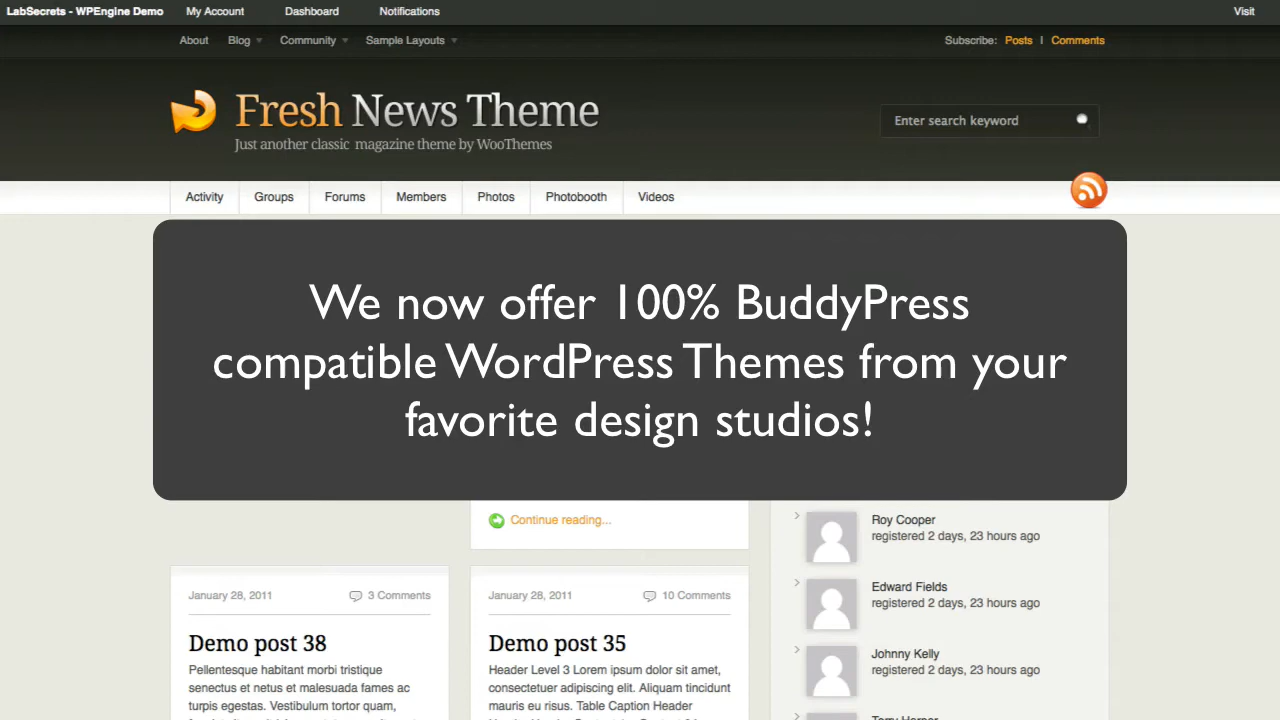 LabSecrets - WPEngine Demo My Account Dashboard Notifications Visit
About Blog Community Sample Layouts Subscribe: Posts | Comments
Fresh News Theme
Just another classic magazine theme by WooThemes
Enter search keyword
Activity Groups Forums Members Photos Photobooth Videos
We now offer 100% BuddyPress
compatible WordPress Themes from your
favorite design studios!
Continue reading...
January 28, 2011 3 Comments
Demo post 38
Pellentesque habitant morbi tristique
senectus et netus et malesuada fames ac
turpis egestas. Vestibulum tortor quam,
January 28, 2011 10 Comments
Demo post 35
Header Level 3 Lorem ipsum dolor sit amet,
consectetuer adipiscing elit. Aliquam tincidunt
mauris eu risus. Table Caption Header
Roy Cooper
registered 2 days, 23 hours ago
Edward Fields
registered 2 days, 23 hours ago
Johnny Kelly
registered 2 days, 23 hours ago